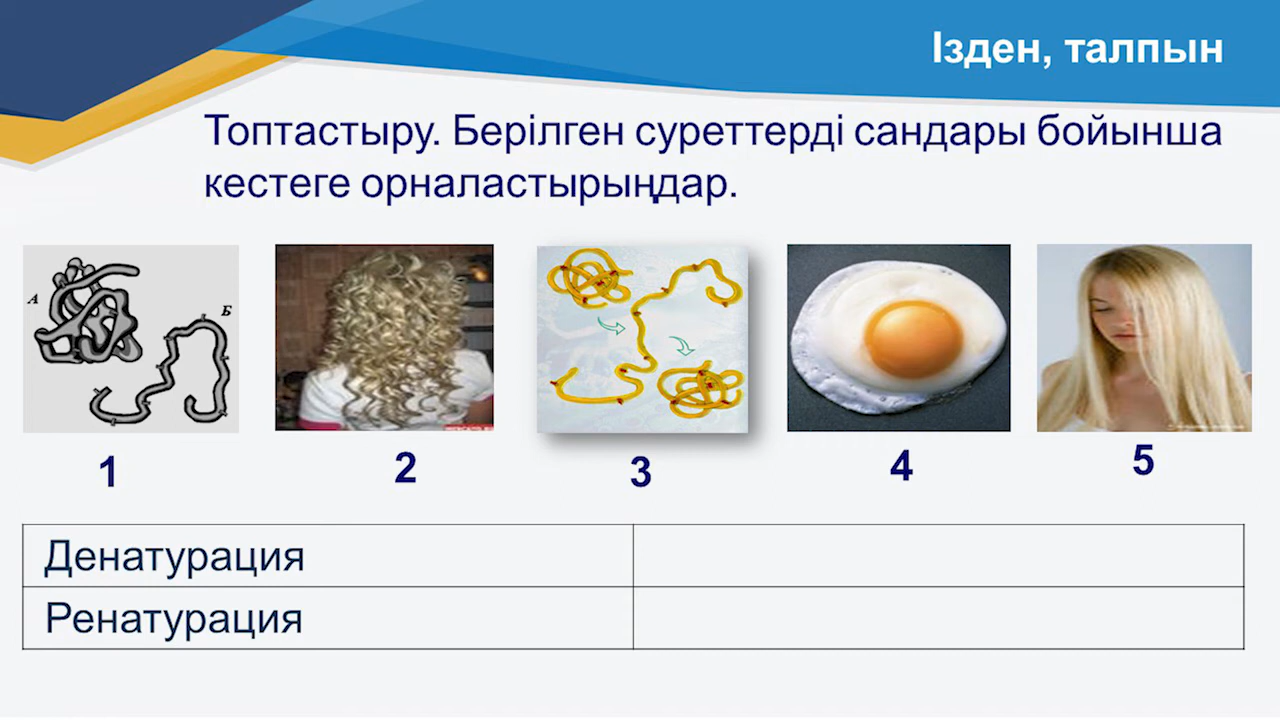 Ізден, талпын
Топтастыру. Берілген суреттерді сандары бойынша
кестеге орналастырыңдар.
А
Б
1
2
3
4
5
Денатурация
Ренатурация